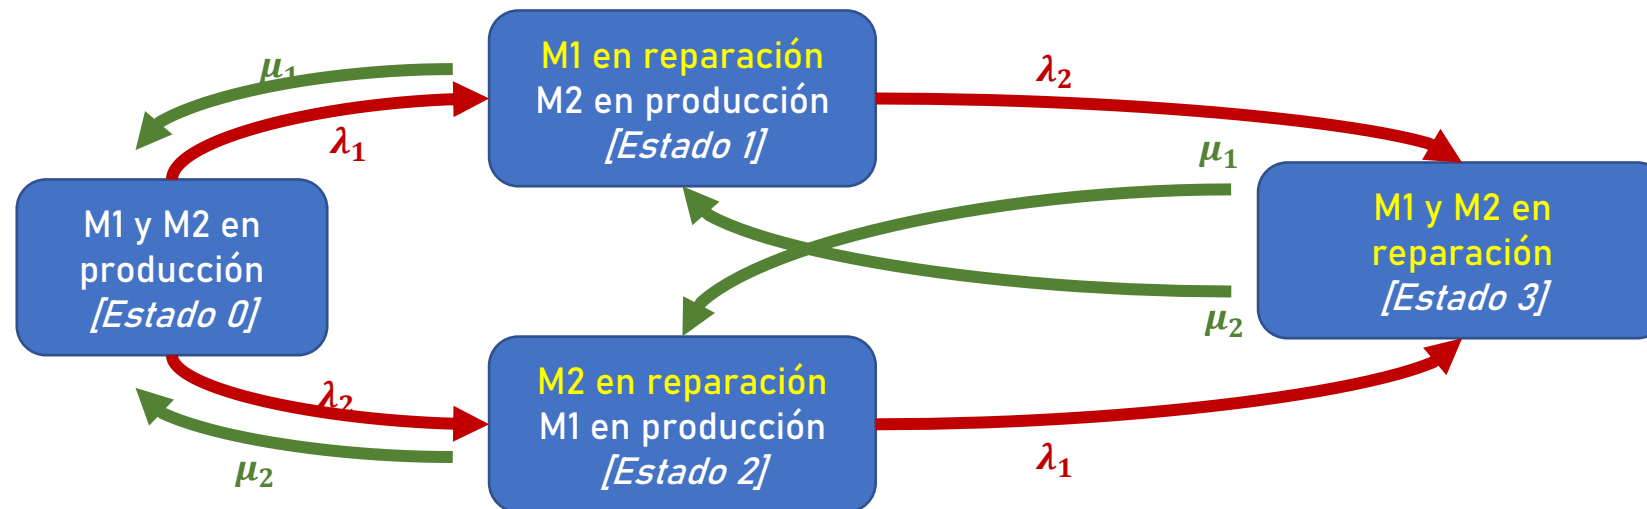 μ₁
λ₁
M1 en reparación
M2 en producción
[Estado 1]
λ₂
μ₁
M1 y M2 en
producción
[Estado 0]
M1 y M2 en
reparación
[Estado 3]
μ₂
λ₂
μ₂
M2 en reparación
M1 en producción
[Estado 2]
λ₁